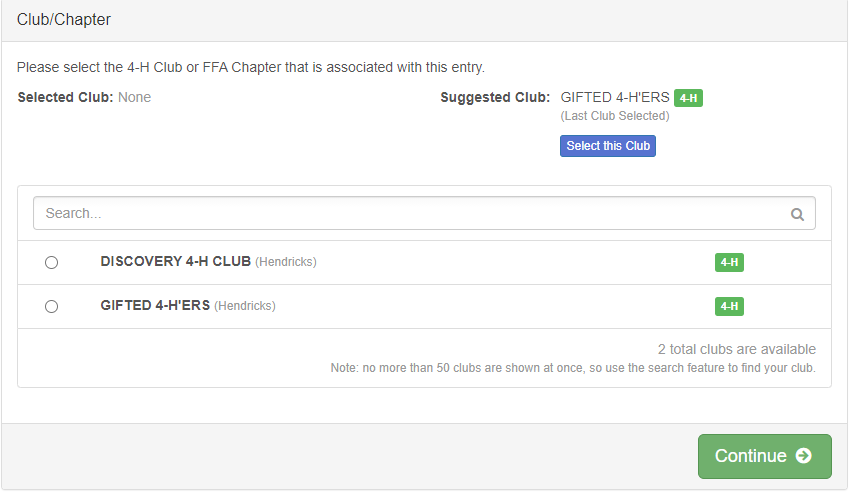 Club/Chapter
Please select the 4-H Club or FFA Chapter that is associated with this entry.
Selected Club: None
Suggested Club: GIFTED 4-H'ERS 4-H
(Last Club Selected)
Select this Club
Search...
DISCOVERY 4-H CLUB (Hendricks) 4-H
GIFTED 4-H'ERS (Hendricks) 4-H
2 total clubs are available
Note: no more than 50 clubs are shown at once, so use the search feature to find your club.
Continue